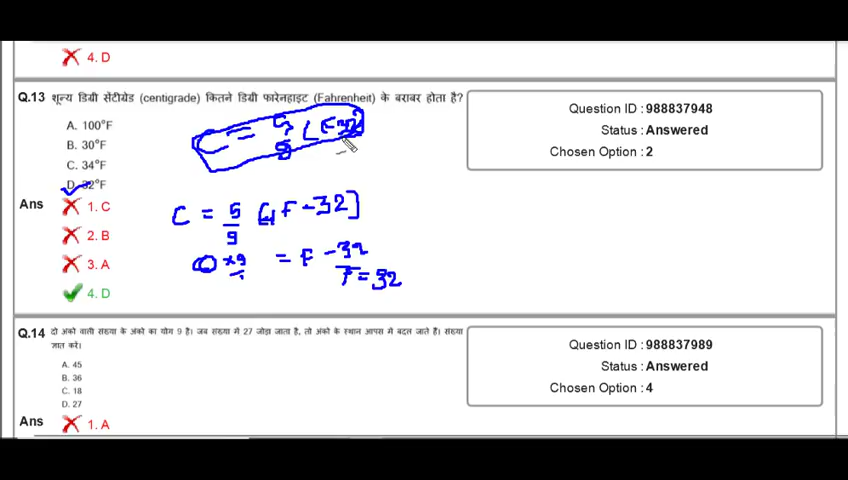 4. D
Q.13 शून्य डिग्री सेंटीग्रेड (centigrade) कितने डिग्री फारेनहाइट (Fahrenheit) के बराबर होता है?
A. 100°F
B. 30°F
C. 34°F
D. 32°F
Ans
1. C
2. B
3. A
4. D
Question ID : 988837948
Status : Answered
Chosen Option : 2
C = 5/9 [F - 32]
= F - 32
F = 32
Q.14 दो अंको वाली संख्या के अंको का योग 9 है। जब संख्या में 27 जोड़ा जाता है, तो अंको के स्थान आपस में बदल जाते हैं। संख्या
ज्ञात करें।
A. 45
B. 36
C. 18
D. 27
Ans
1. A
Question ID : 988837989
Status : Answered
Chosen Option : 4